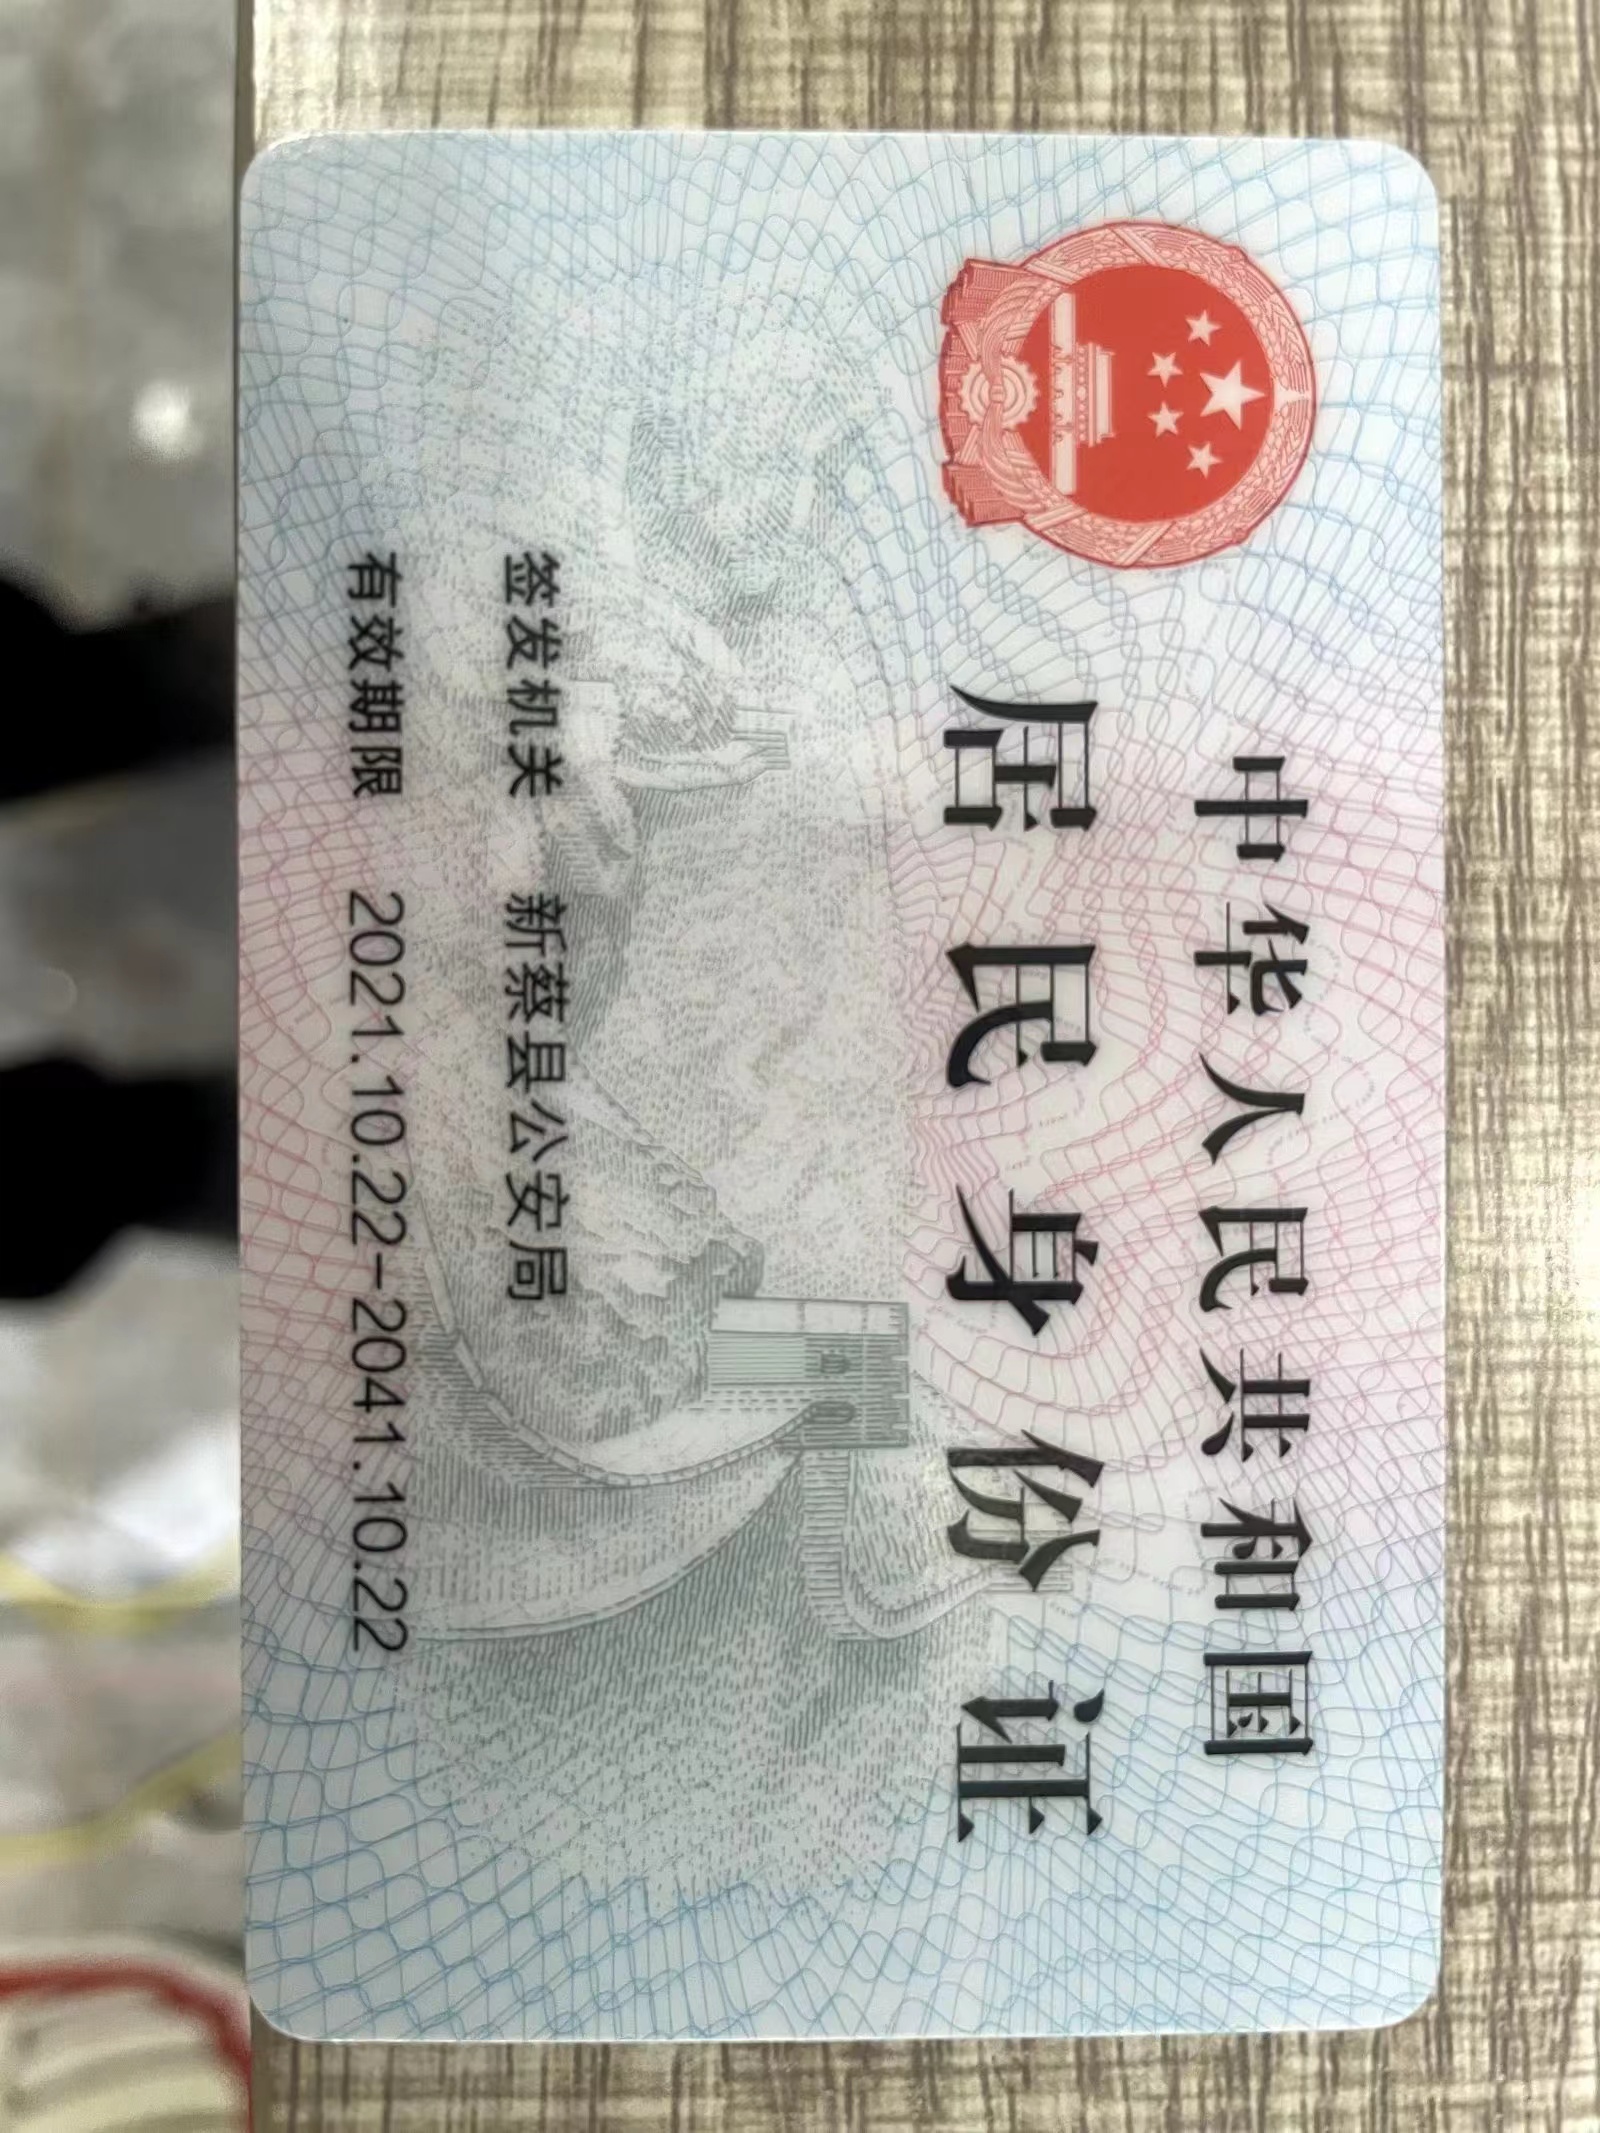 中华人民共和国
居民身份证
签发机关 新蔡县公安局
有效期限 2021.10.22-2041.10.22